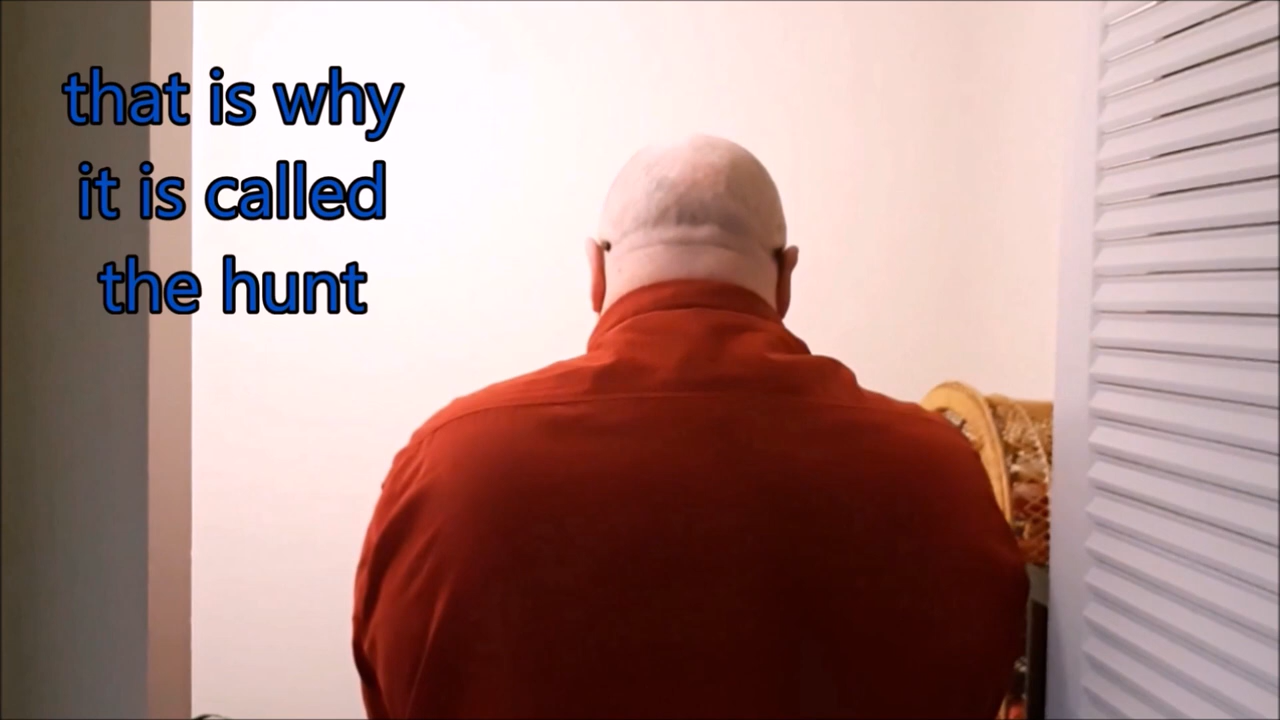 that is why
it is called
the hunt